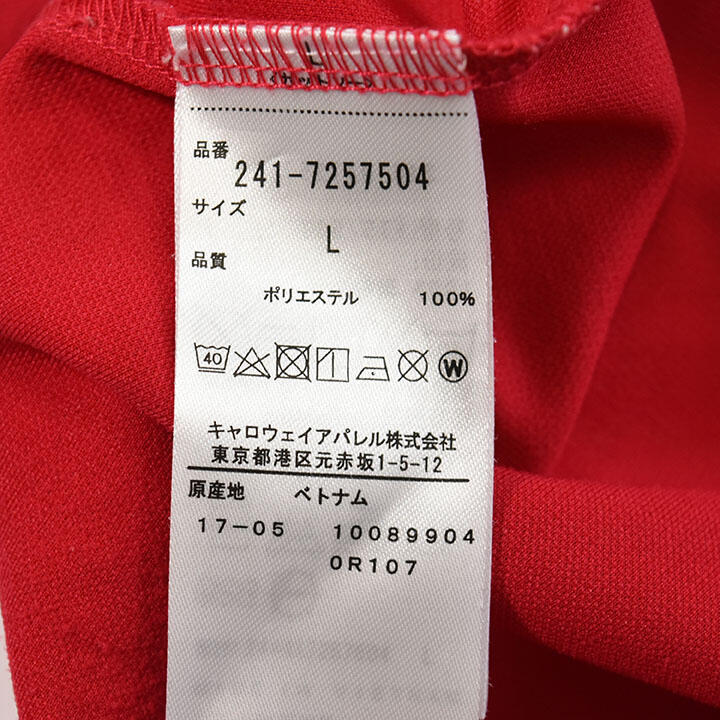 L
品番
241-7257504
サイズ
L
品質
ポリエステル 100%
40
W
キャロウェイアパレル株式会社
東京都港区元赤坂1-5-12
原産地 ベトナム
17-05 10089904
0R107